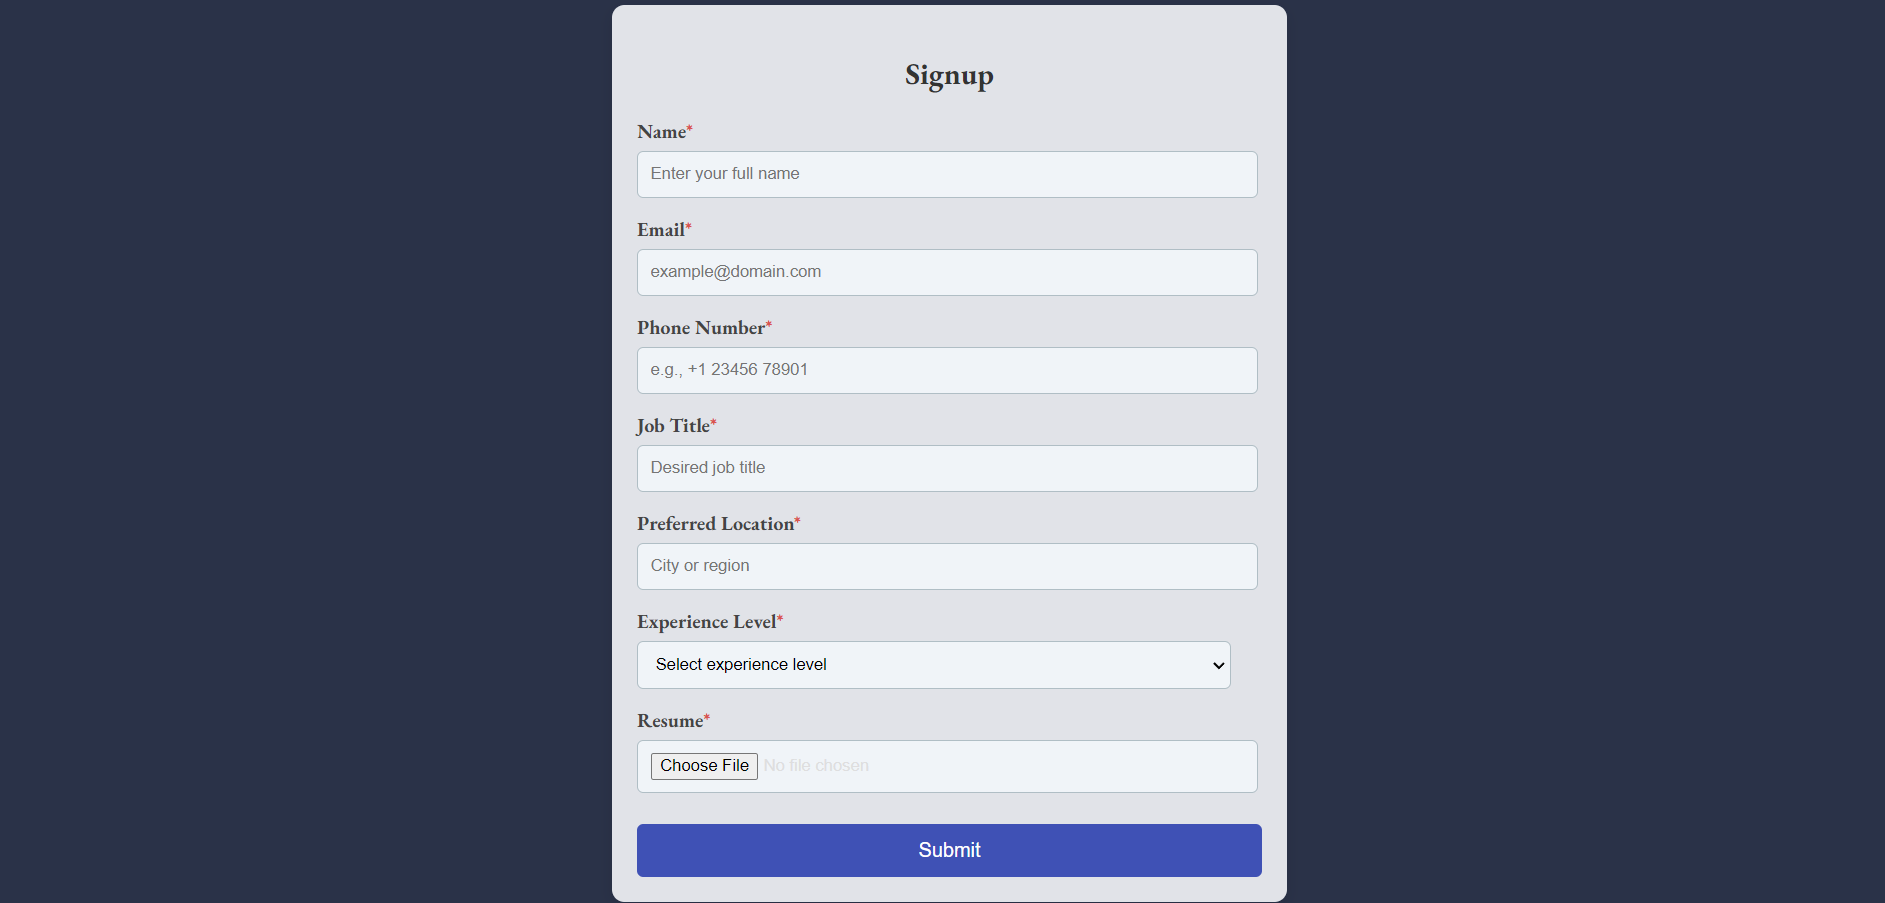 Signup
Name*
Enter your full name
Email*
example@domain.com
Phone Number*
e.g., +1 23456 78901
Job Title*
Desired job title
Preferred Location*
City or region
Experience Level*
Select experience level
Resume*
Choose File No file chosen
Submit